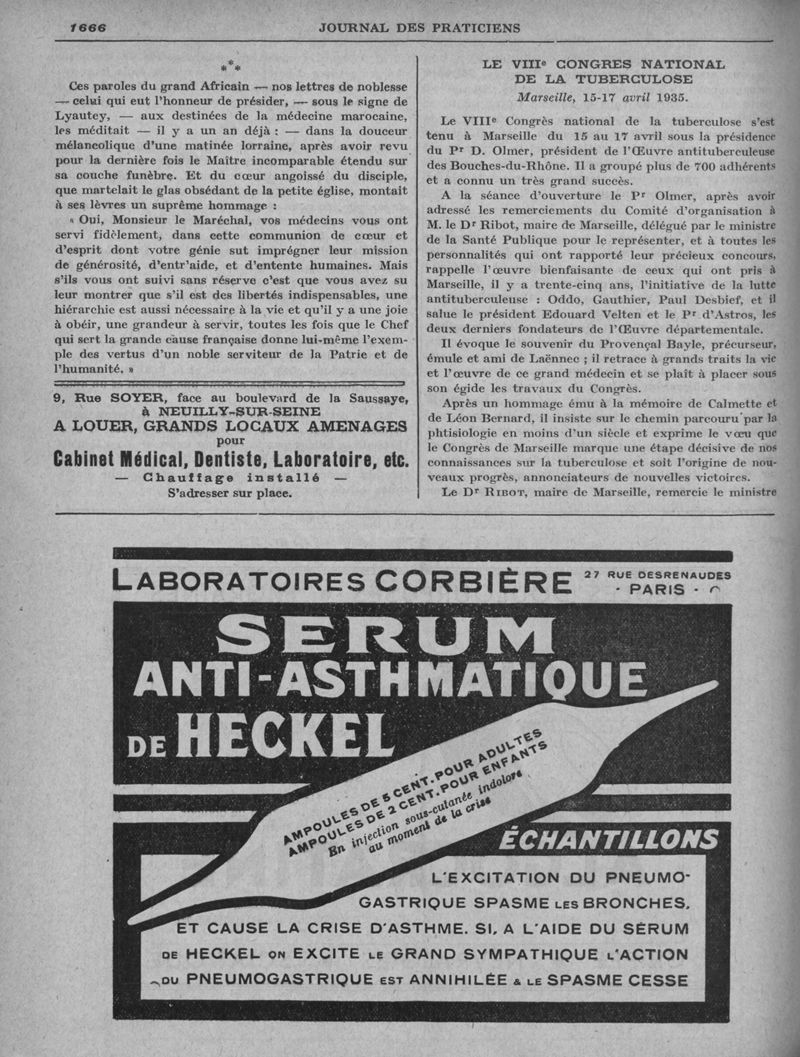 1666
JOURNAL DES PRATICIENS
***
Ces paroles du grand Africain — nos lettres de noblesse
— celui qui eut l'honneur de présider, — sous le signe de
Lyautey, — aux destinées de la médecine marocaine,
les méditait — il y a un an déjà : — dans la douceur
mélancolique d'une matinée lorraine, après avoir revu
pour la dernière fois le Maître incomparable étendu sur
sa couche funèbre. Et du cœur angoissé du disciple,
que martelait le glas obsédant de la petite église, montait
à ses lèvres un suprême hommage :
« Oui, Monsieur le Maréchal, vos médecins vous ont
servi fidèlement, dans cette communion de cœur et
d'esprit dont votre génie sut imprégner leur mission
de générosité, d'entr'aide, et d'entente humaines. Mais
s'ils vous ont suivi sans réserve c'est que vous avez su
leur montrer que s'il est des libertés indispensables, une
hiérarchie est aussi nécessaire à la vie et qu'il y a une joie
à obéir, une grandeur à servir, toutes les fois que le Chef
qui sert la grande cause française donne lui-même l'exem-
ple des vertus d'un noble serviteur de la Patrie et de
l'humanité. »
9, Rue SOYER, face au boulevard de la Saussaye,
à NEUILLY-SUR-SEINE
A LOUER, GRANDS LOCAUX AMENAGES
pour
Cabinet Médical, Dentiste, Laboratoire, etc.
— Chauffage installé —
S'adresser sur place.
LE VIIIe CONGRES NATIONAL
DE LA TUBERCULOSE
Marseille, 15-17 avril 1935.
Le VIIIe Congrès national de la tuberculose s'est
tenu à Marseille du 15 au 17 avril sous la présidence
du Pr D. Olmer, président de l'Œuvre antituberculeuse
des Bouches-du-Rhône. Il a groupé plus de 700 adhérents
et a connu un très grand succès.
A la séance d'ouverture le Pr Olmer, après avoir
adressé les remerciements du Comité d'organisation à
M. le Dr Ribot, maire de Marseille, délégué par le ministre
de la Santé Publique pour le représenter, et à toutes les
personnalités qui ont rapporté leur précieux concours,
rappelle l'œuvre bienfaisante de ceux qui ont pris à
Marseille, il y a trente-cinq ans, l'initiative de la lutte
antituberculeuse : Oddo, Gauthier, Paul Desbief, et il
salue le président Edouard Velten et le Pr d'Astros, les
deux derniers fondateurs de l'Œuvre départementale.
Il évoque le souvenir du Provençal Bayle, précurseur,
émule et ami de Laënnec ; il retrace à grands traits la vie
et l'œuvre de ce grand médecin et se plaît à placer sous
son égide les travaux du Congrès.
Après un hommage ému à la mémoire de Calmette et
de Léon Bernard, il insiste sur le chemin parcouru par la
phtisiologie en moins d'un siècle et exprime le vœu que
le Congrès de Marseille marque une étape décisive de nos
connaissances sur la tuberculose et soit l'origine de nou-
veaux progrès, annonciateurs de nouvelles victoires.
Le Dr RIBOT, maire de Marseille, remercie le ministre
LABORATOIRES CORBIÈRE
27 RUE DESRENAUDES
· PARIS ·
SERUM
ANTI-ASTHMATIQUE
DE HECKEL
AMPOULES DE 5 CENT. POUR ADULTES
AMPOULES DE 2 CENT. POUR ENFANTS
En injection sous-cutanée indolore
au moment de la crise
ÉCHANTILLONS
L'EXCITATION DU PNEUMO-
GASTRIQUE SPASME LES BRONCHES,
ET CAUSE LA CRISE D'ASTHME. SI, A L'AIDE DU SÉRUM
DE HECKEL ON EXCITE LE GRAND SYMPATHIQUE L'ACTION
DU PNEUMOGASTRIQUE EST ANNIHILÉE & LE SPASME CESSE